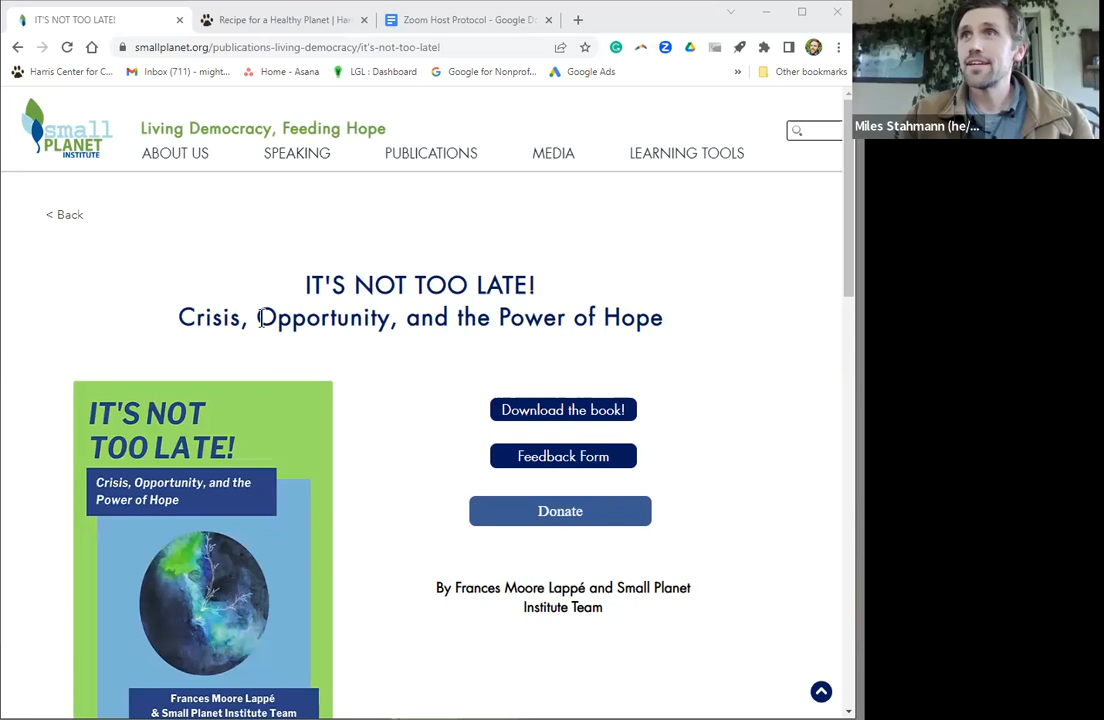 IT'S NOT TOO LATE!
Recipe for a Healthy Planet | Har
Zoom Host Protocol - Google Do
smallplanet.org/publications-living-democracy/it's-not-too-late!
Harris Center for C...
Inbox (711) - might...
Home - Asana
LGL : Dashboard
Google for Nonprof...
Google Ads
»
Other bookmarks
Miles Stahmann (he/...
small
PLANET
INSTITUTE
Living Democracy, Feeding Hope
ABOUT US SPEAKING PUBLICATIONS MEDIA LEARNING TOOLS
< Back
IT'S NOT TOO LATE!
Crisis, Opportunity, and the Power of Hope
IT'S NOT
TOO LATE!
Crisis, Opportunity, and the
Power of Hope
Frances Moore Lappé
& Small Planet Institute Team
Download the book!
Feedback Form
Donate
By Frances Moore Lappé and Small Planet
Institute Team